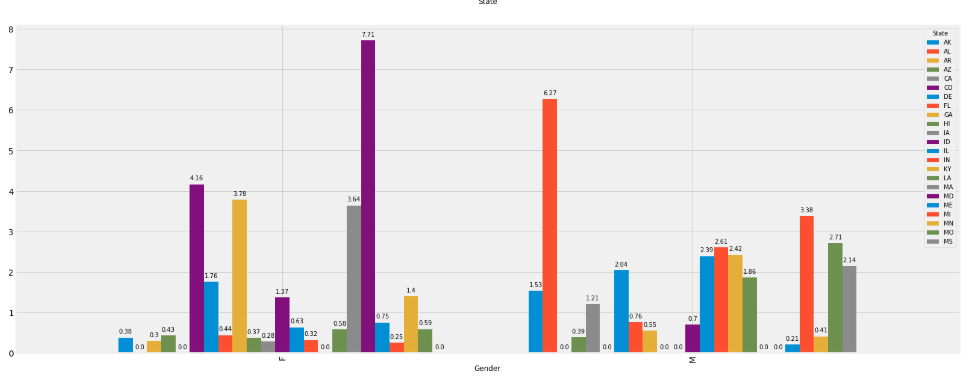 State
8
7
6
5
4
3
2
1
0
0.38 0.0 0.3 0.43 0.0 4.16 1.76 0.44 3.78 0.37 0.28 1.37 0.63 0.32 0.0 0.58 3.64 7.71 0.75 0.25 1.4 0.59 0.0
1.53 6.27 0.0 0.39 1.21 0.0 2.04 0.76 0.55 0.0 0.0 0.7 2.39 2.61 2.42 1.86 0.0 0.0 0.21 3.38 0.41 2.71 2.14
F
M
Gender
State
AK
AL
AR
AZ
CA
CO
DE
FL
GA
HI
IA
ID
IL
IN
KY
LA
MA
MD
ME
MI
MN
MO
MS